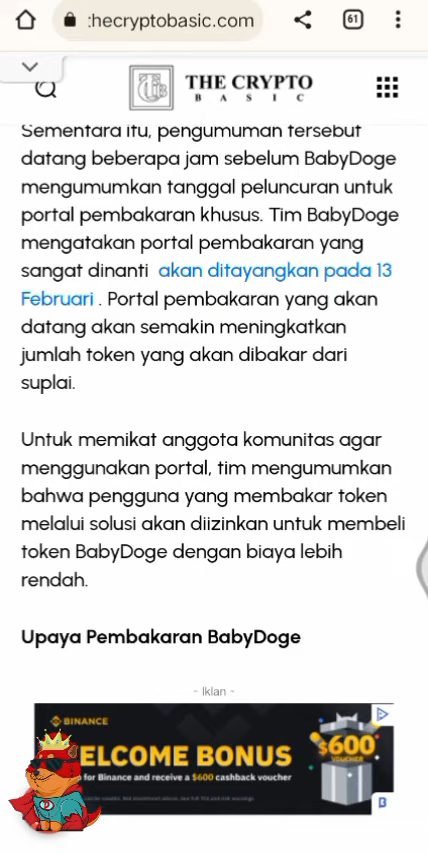 :hecryptobasic.com
61
THE CRYPTO
BASIC
Sementara itu, pengumuman tersebut
datang beberapa jam sebelum BabyDoge
mengumumkan tanggal peluncuran untuk
portal pembakaran khusus. Tim BabyDoge
mengatakan portal pembakaran yang
sangat dinanti akan ditayangkan pada 13
Februari . Portal pembakaran yang akan
datang akan semakin meningkatkan
jumlah token yang akan dibakar dari
suplai.
Untuk memikat anggota komunitas agar
menggunakan portal, tim mengumumkan
bahwa pengguna yang membakar token
melalui solusi akan diizinkan untuk membeli
token BabyDoge dengan biaya lebih
rendah.
Upaya Pembakaran BabyDoge
- Iklan -
BINANCE
ELCOME BONUS
for Binance and receive a $600 cashback voucher
$600
VOUCHER